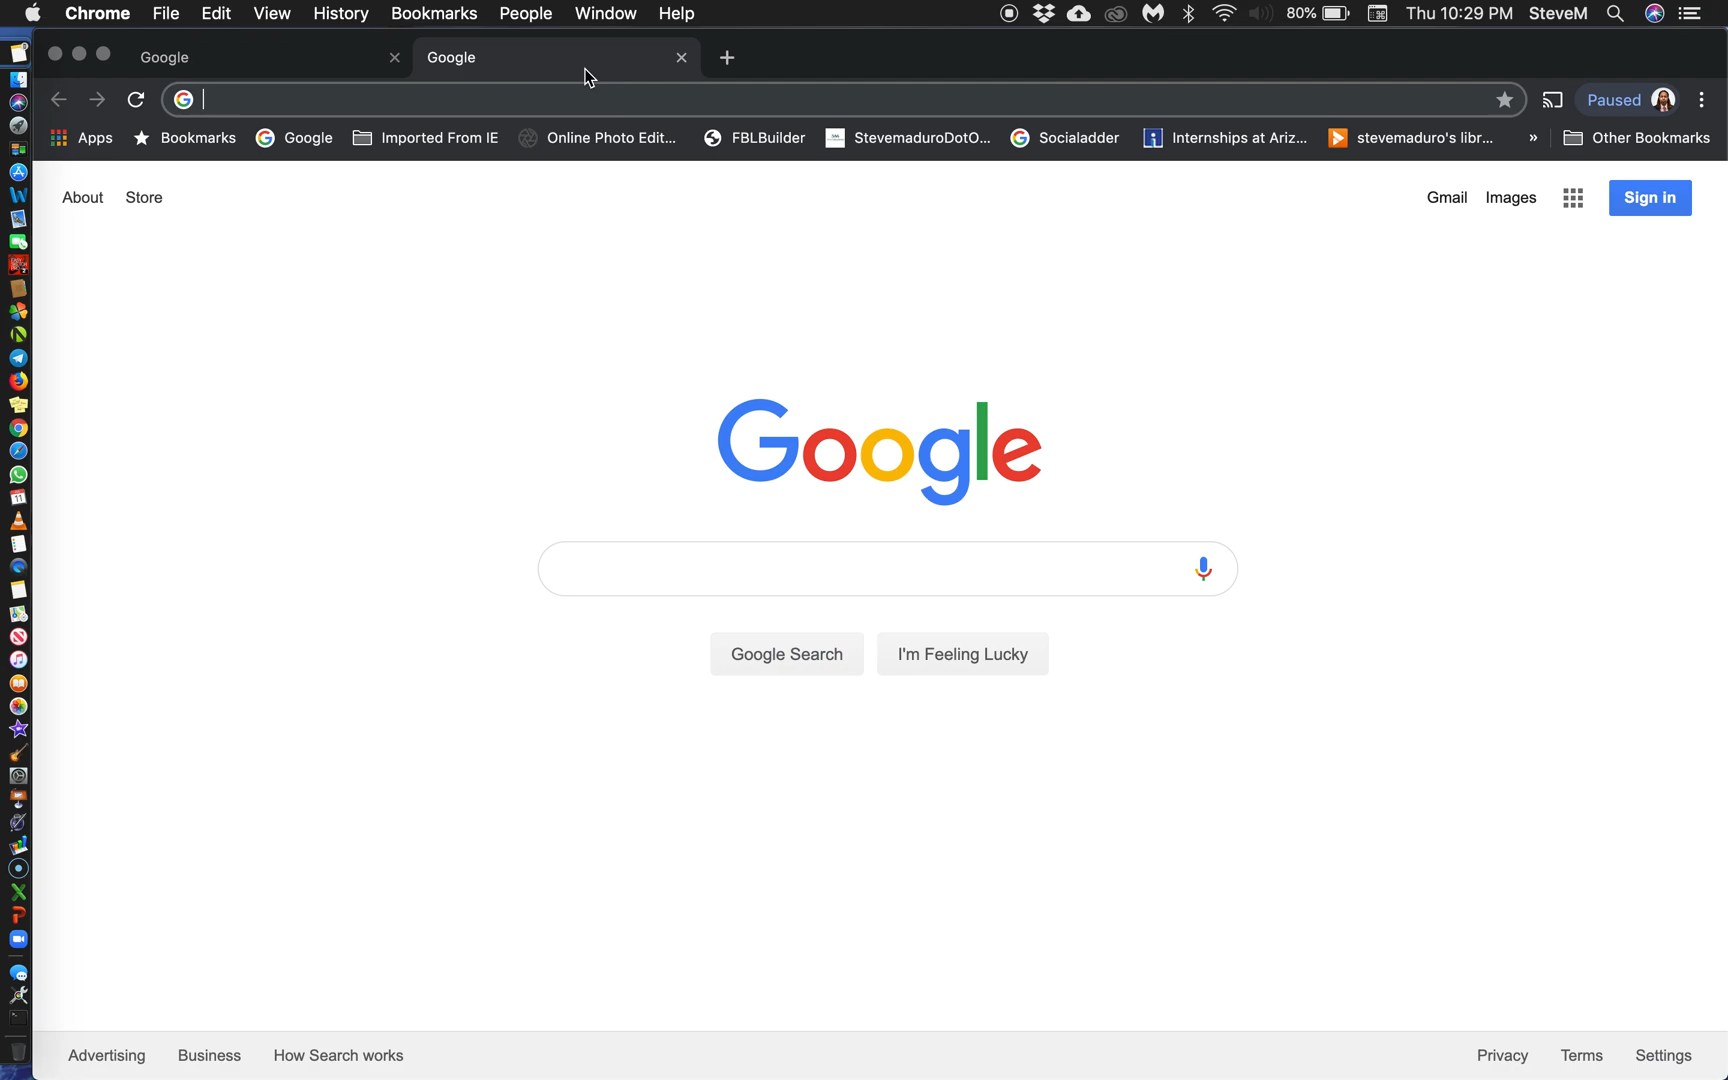 Chrome File Edit View History Bookmarks People Window Help 80% Thu 10:29 PM SteveM
Google Google
Paused
Apps Bookmarks Google Imported From IE Online Photo Edit... FBLBuilder StevemaduroDotO... Socialadder Internships at Ariz... stevemaduro's libr... » Other Bookmarks
About Store Gmail Images Sign in
Google
Google Search I'm Feeling Lucky
Advertising Business How Search works Privacy Terms Settings